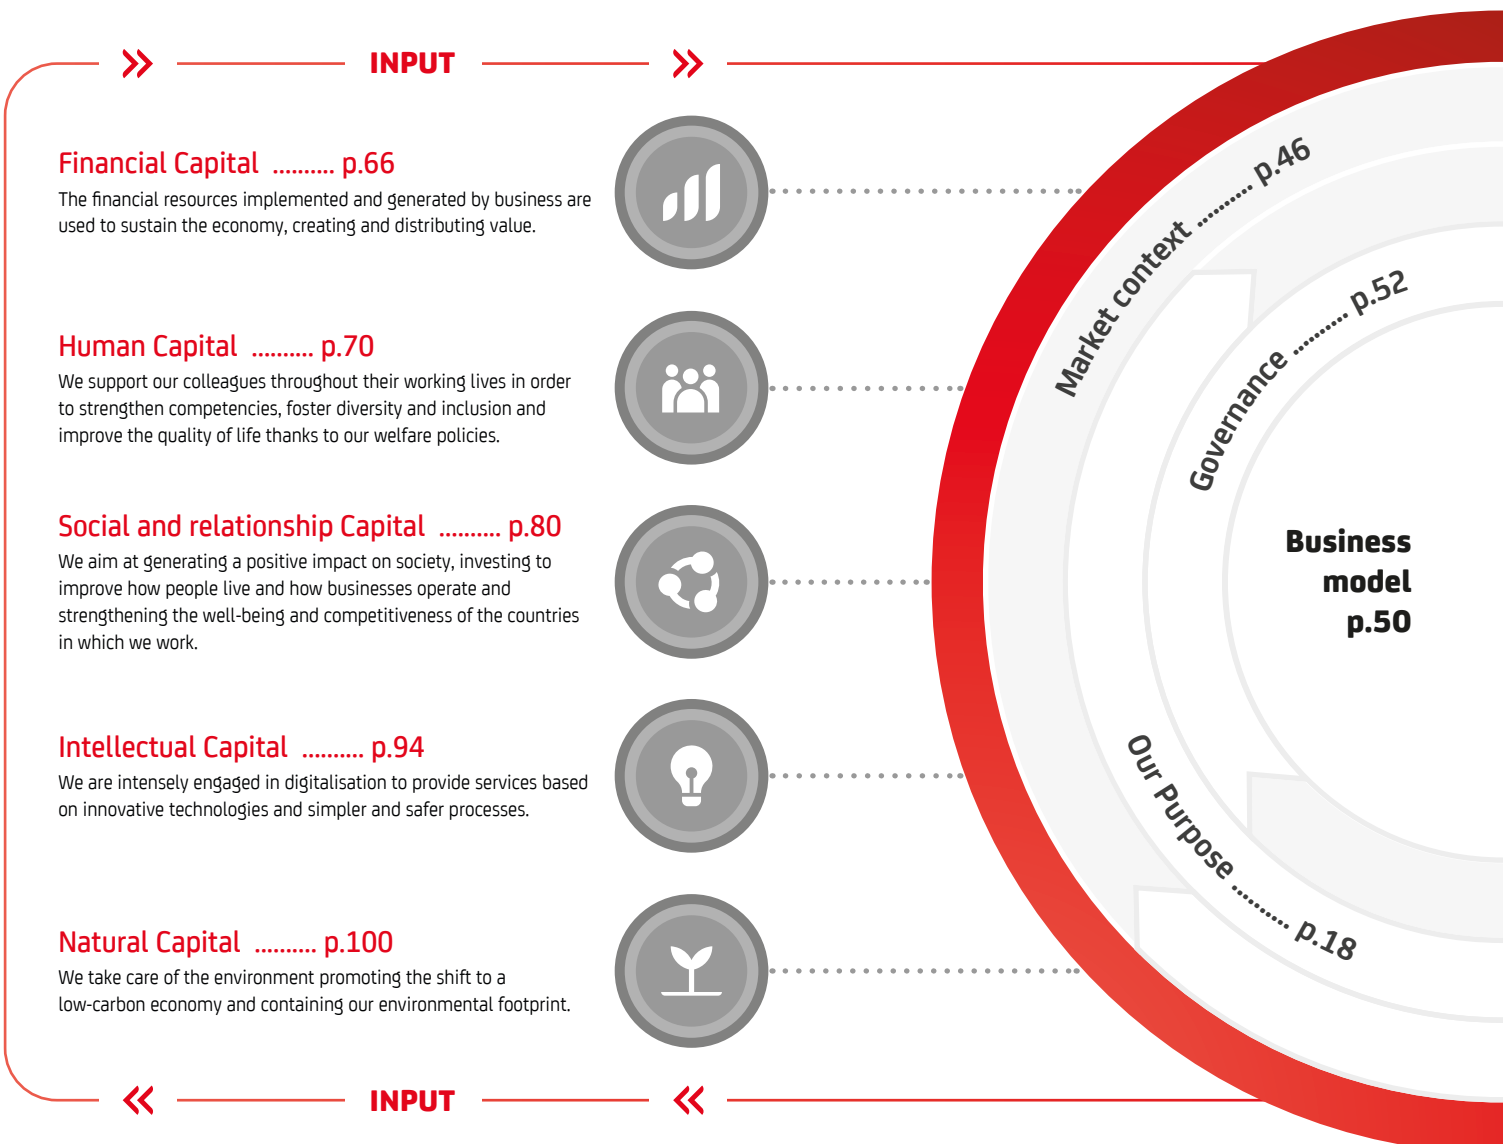 INPUT
Financial Capital .......... p.66
The financial resources implemented and generated by business are
used to sustain the economy, creating and distributing value.
Human Capital .......... p.70
We support our colleagues throughout their working lives in order
to strengthen competencies, foster diversity and inclusion and
improve the quality of life thanks to our welfare policies.
Social and relationship Capital .......... p.80
We aim at generating a positive impact on society, investing to
improve how people live and how businesses operate and
strengthening the well-being and competitiveness of the countries
in which we work.
Intellectual Capital .......... p.94
We are intensely engaged in digitalisation to provide services based
on innovative technologies and simpler and safer processes.
Natural Capital .......... p.100
We take care of the environment promoting the shift to a
low-carbon economy and containing our environmental footprint.
INPUT
Market context .......... p.46
Governance .......... p.52
Business
model
p.50
Our Purpose .......... p.18